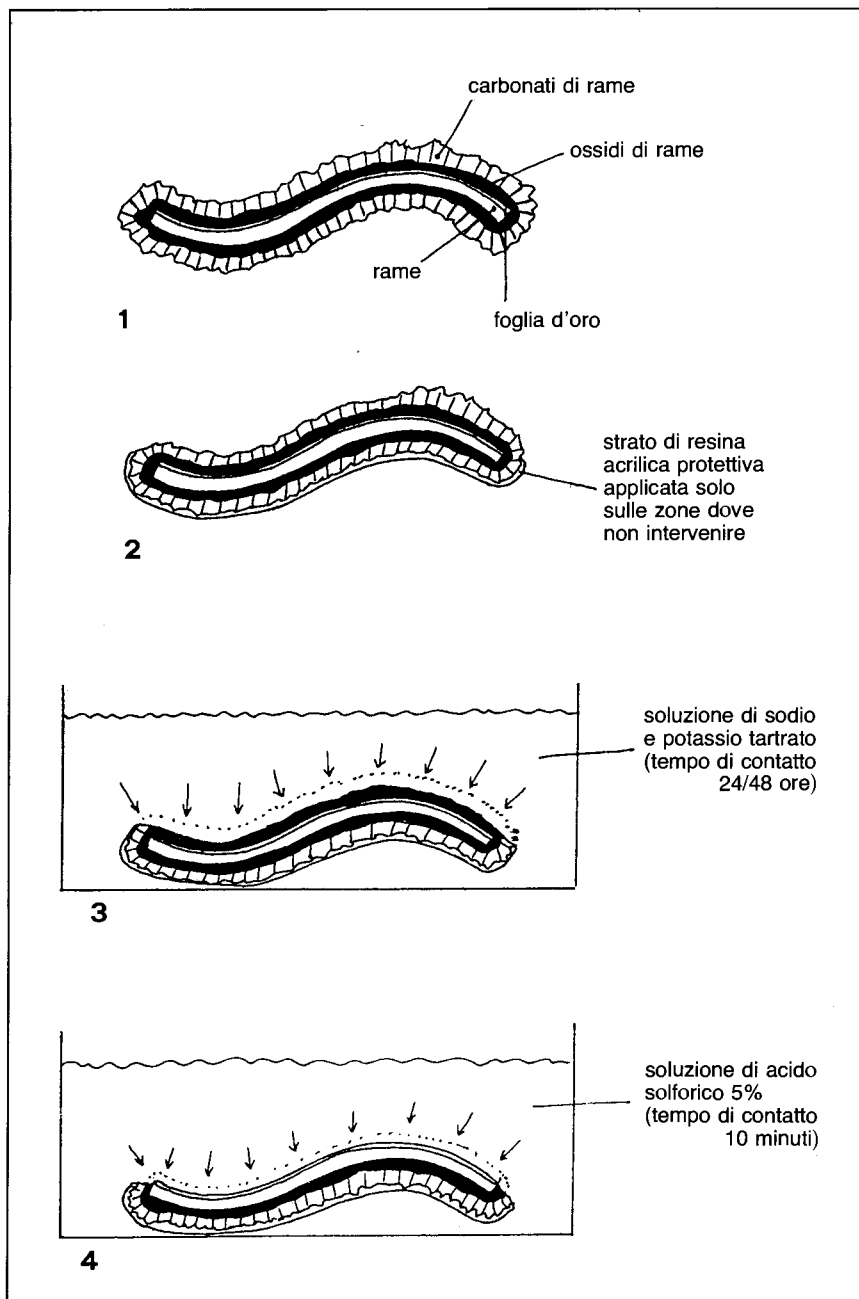 carbonati di rame
ossidi di rame
rame
foglia d'oro
1
strato di resina
acrilica protettiva
applicata solo
sulle zone dove
non intervenire
2
soluzione di sodio
e potassio tartrato
(tempo di contatto
24/48 ore)
3
soluzione di acido
solforico 5%
(tempo di contatto
10 minuti)
4